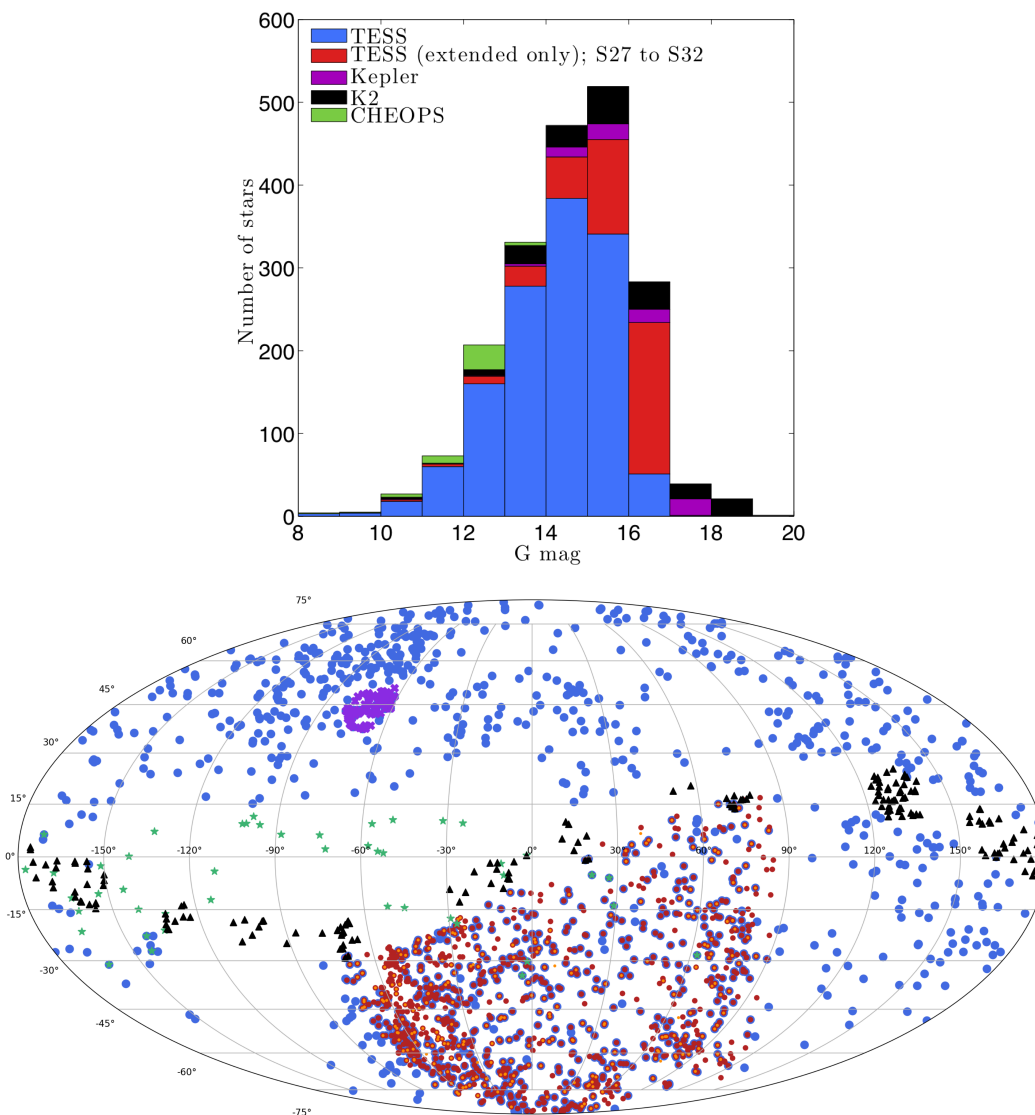 600
500
400
300
200
100
0
Number of stars
TESS
TESS (extended only); S27 to S32
Kepler
K2
CHEOPS
8 10 12 14 16 18 20
G mag
75°
60°
45°
30°
15°
0°
-150° -120° -90° -60° -30° 0° 30° 60° 90° 120° 150°
-15°
-30°
-45°
-60°
-75°